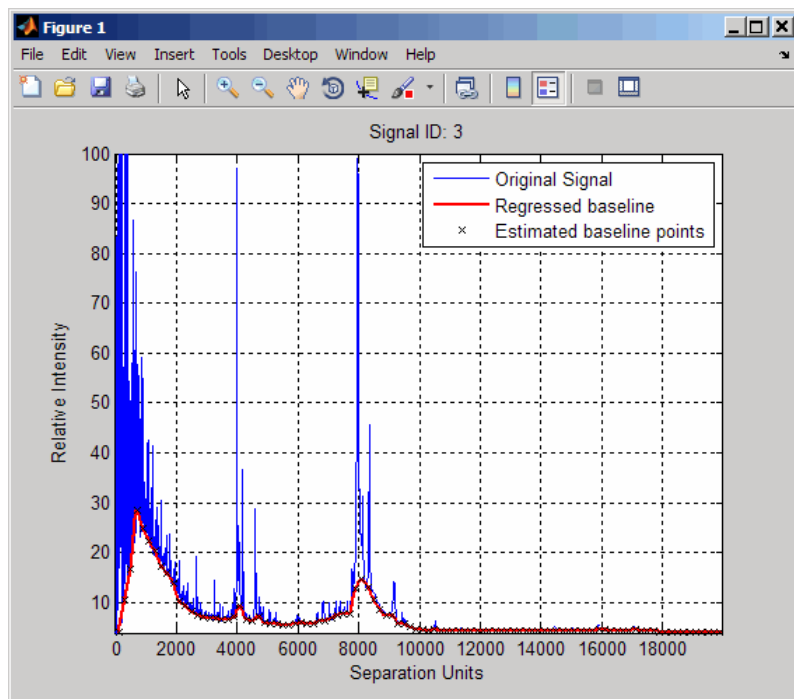 Figure 1
File Edit View Insert Tools Desktop Window Help
Signal ID: 3
Original Signal
Regressed baseline
Estimated baseline points
Relative Intensity
100
90
80
70
60
50
40
30
20
10
0 2000 4000 6000 8000 10000 12000 14000 16000 18000
Separation Units